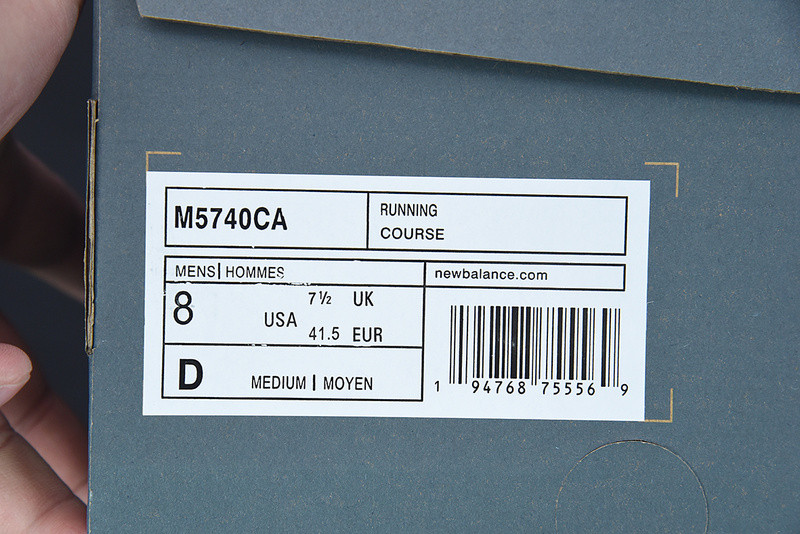 M5740CA
RUNNING
COURSE
MENS| HOMMES
newbalance.com
8 USA
7½ UK
41.5 EUR
D MEDIUM | MOYEN
1 94768 75556 9